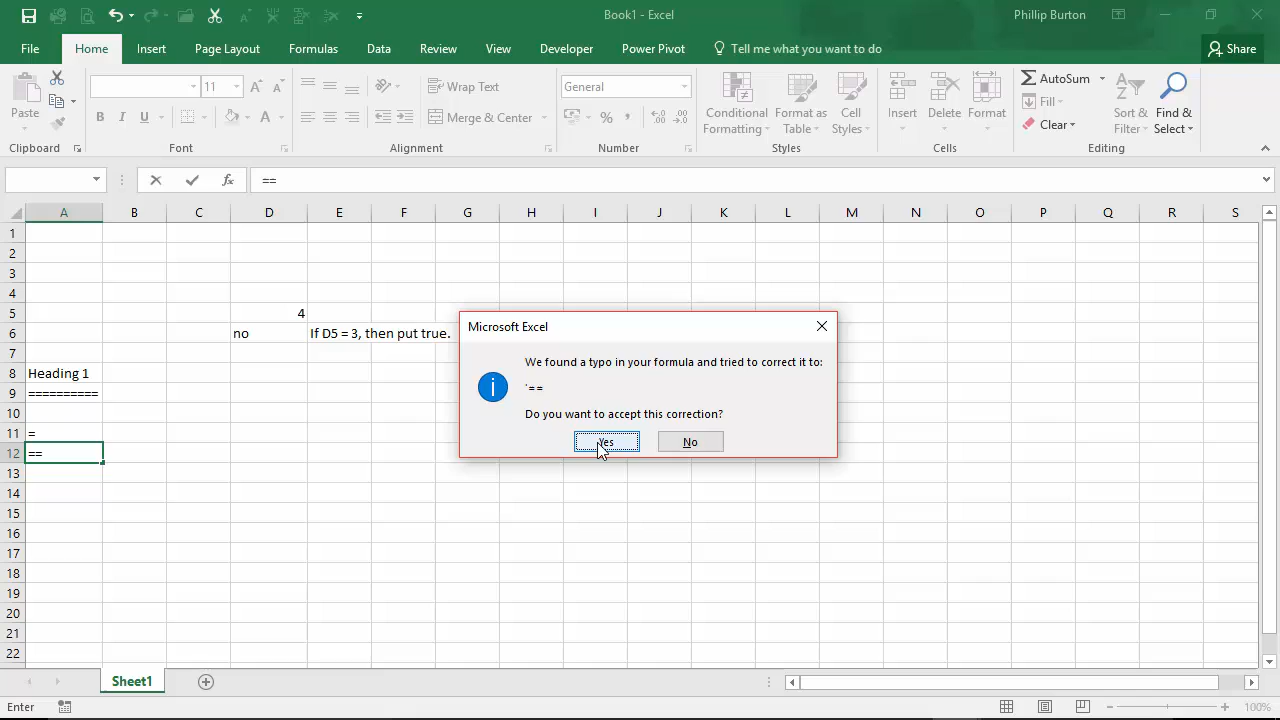 Book1 - Excel
Phillip Burton
File Home Insert Page Layout Formulas Data Review View Developer Power Pivot Tell me what you want to do Share
Paste
Clipboard
11
B I U A
Font
Wrap Text
Merge & Center
Alignment
General
% ,
Number
Conditional Formatting
Format as Table
Cell Styles
Styles
Insert
Delete
Format
Cells
AutoSum
Fill
Clear
Sort & Filter
Find & Select
Editing
fx ==
A B C D E F G H I J K L M N O P Q R S
1
2
3
4
5 4
6 no If D5 = 3, then put true.
7
8 Heading 1
9 ==========
10
11 =
12 ==
13
14
15
16
17
18
19
20
21
22
Microsoft Excel
We found a typo in your formula and tried to correct it to:
'==
Do you want to accept this correction?
Yes No
Sheet1
Enter
100%